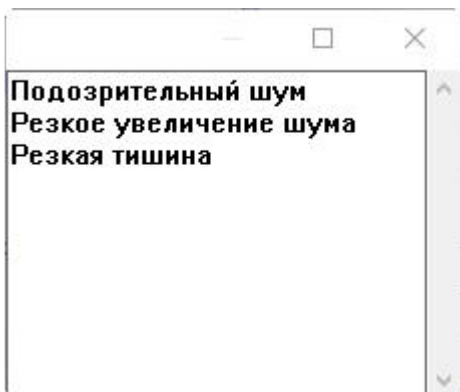 Подозрительный шум
Резкое увеличение шума
Резкая тишина